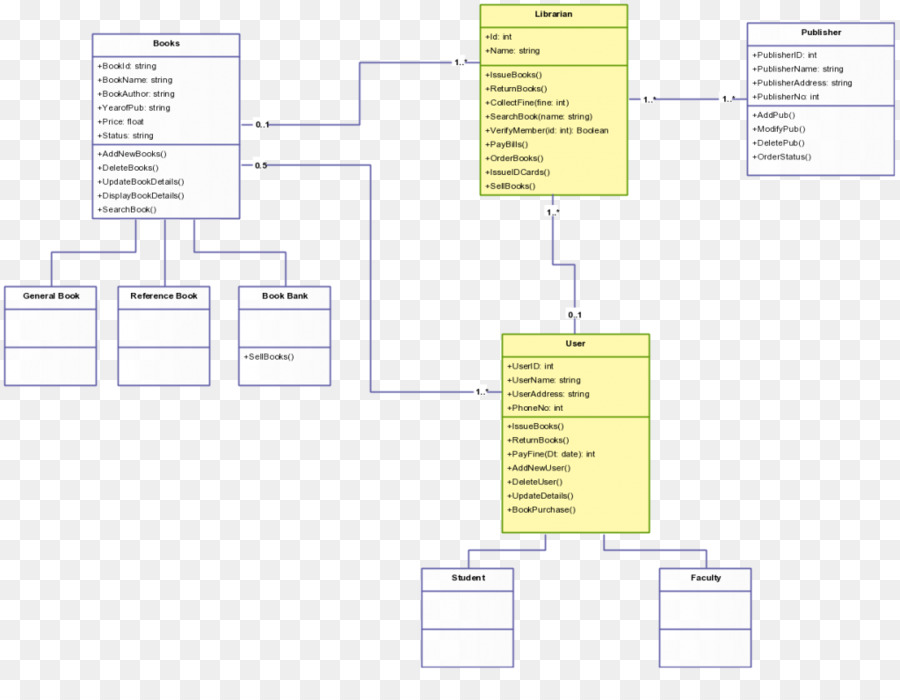 Librarian
+Id: int
+Name: string
+IssueBooks()
+ReturnBooks()
+CollectFine(fine: int)
+SearchBook(name: string)
+VerifyMember(id: int): Boolean
+PayBills()
+OrderBooks()
+IssueIDCards()
+SellBooks()
Publisher
+PublisherID: int
+PublisherName: string
+PublisherAddress: string
+PublisherNo: int
+AddPub()
+ModifyPub()
+DeletePub()
+OrderStatus()
Books
+BookId: string
+BookName: string
+BookAuthor: string
+YearofPub: string
+Price: float
+Status: string
+AddNewBooks()
+DeleteBooks()
+UpdateBookDetails()
+DisplayBookDetails()
+SearchBook()
1..*
0..1
1..*
1..*
0.5
1..*
0..1
1..*
General Book
Reference Book
Book Bank
+SellBooks()
User
+UserID: int
+UserName: string
+UserAddress: string
+PhoneNo: int
+IssueBooks()
+ReturnBooks()
+PayFine(Dt: date): int
+AddNewUser()
+DeleteUser()
+UpdateDetails()
+BookPurchase()
Student
Faculty